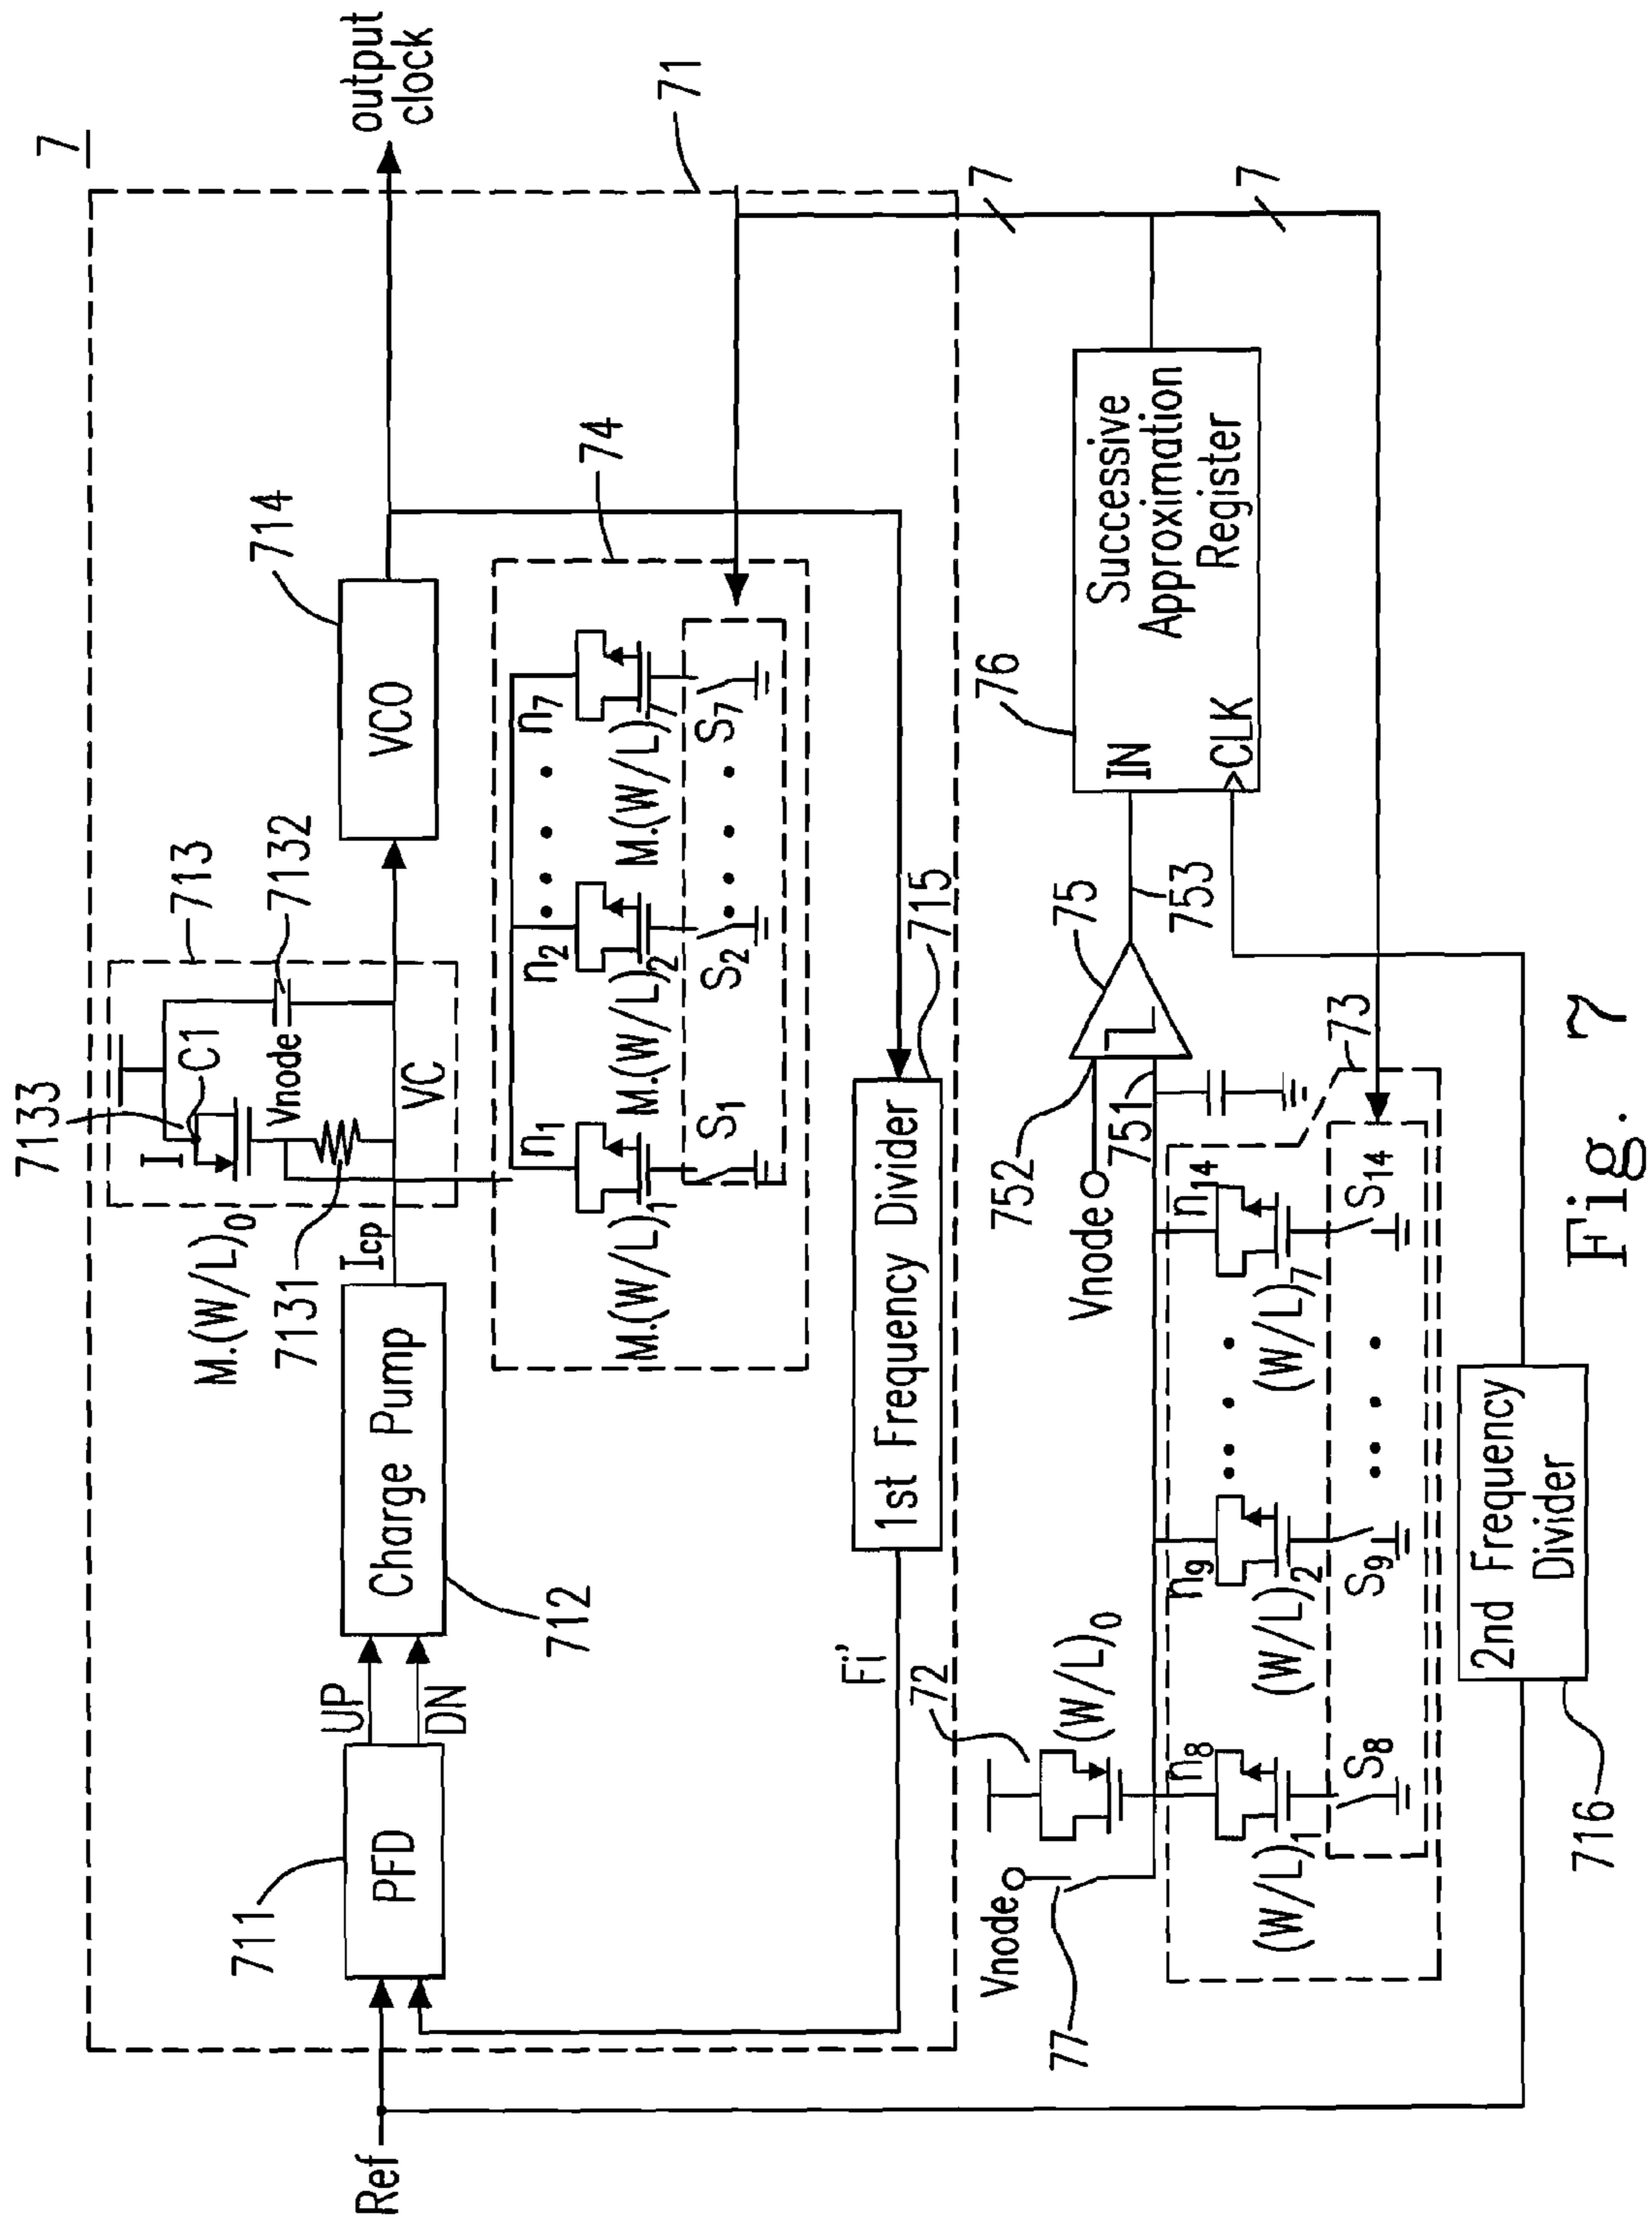 7
71
output
clock
Ref
711
PFD
UP
DN
Charge Pump
712
Icp
M.(W/L)0
7131
7133
I
C1
Vnode
713
7132
VC
VCO
714
74
n1
n2
n7
M.(W/L)1
M.(W/L)2
M.(W/L)7
S1
S2
S7
1st Frequency Divider
715
Fi'
72
(W/L)0
Vnode
77
Vnode
752
751
75
753
76
IN
CLK
Successive
Approximation
Register
7
7
n8
n9
n14
(W/L)1
(W/L)2
(W/L)7
S8
S9
S14
73
2nd Frequency
Divider
716
Fig. 7